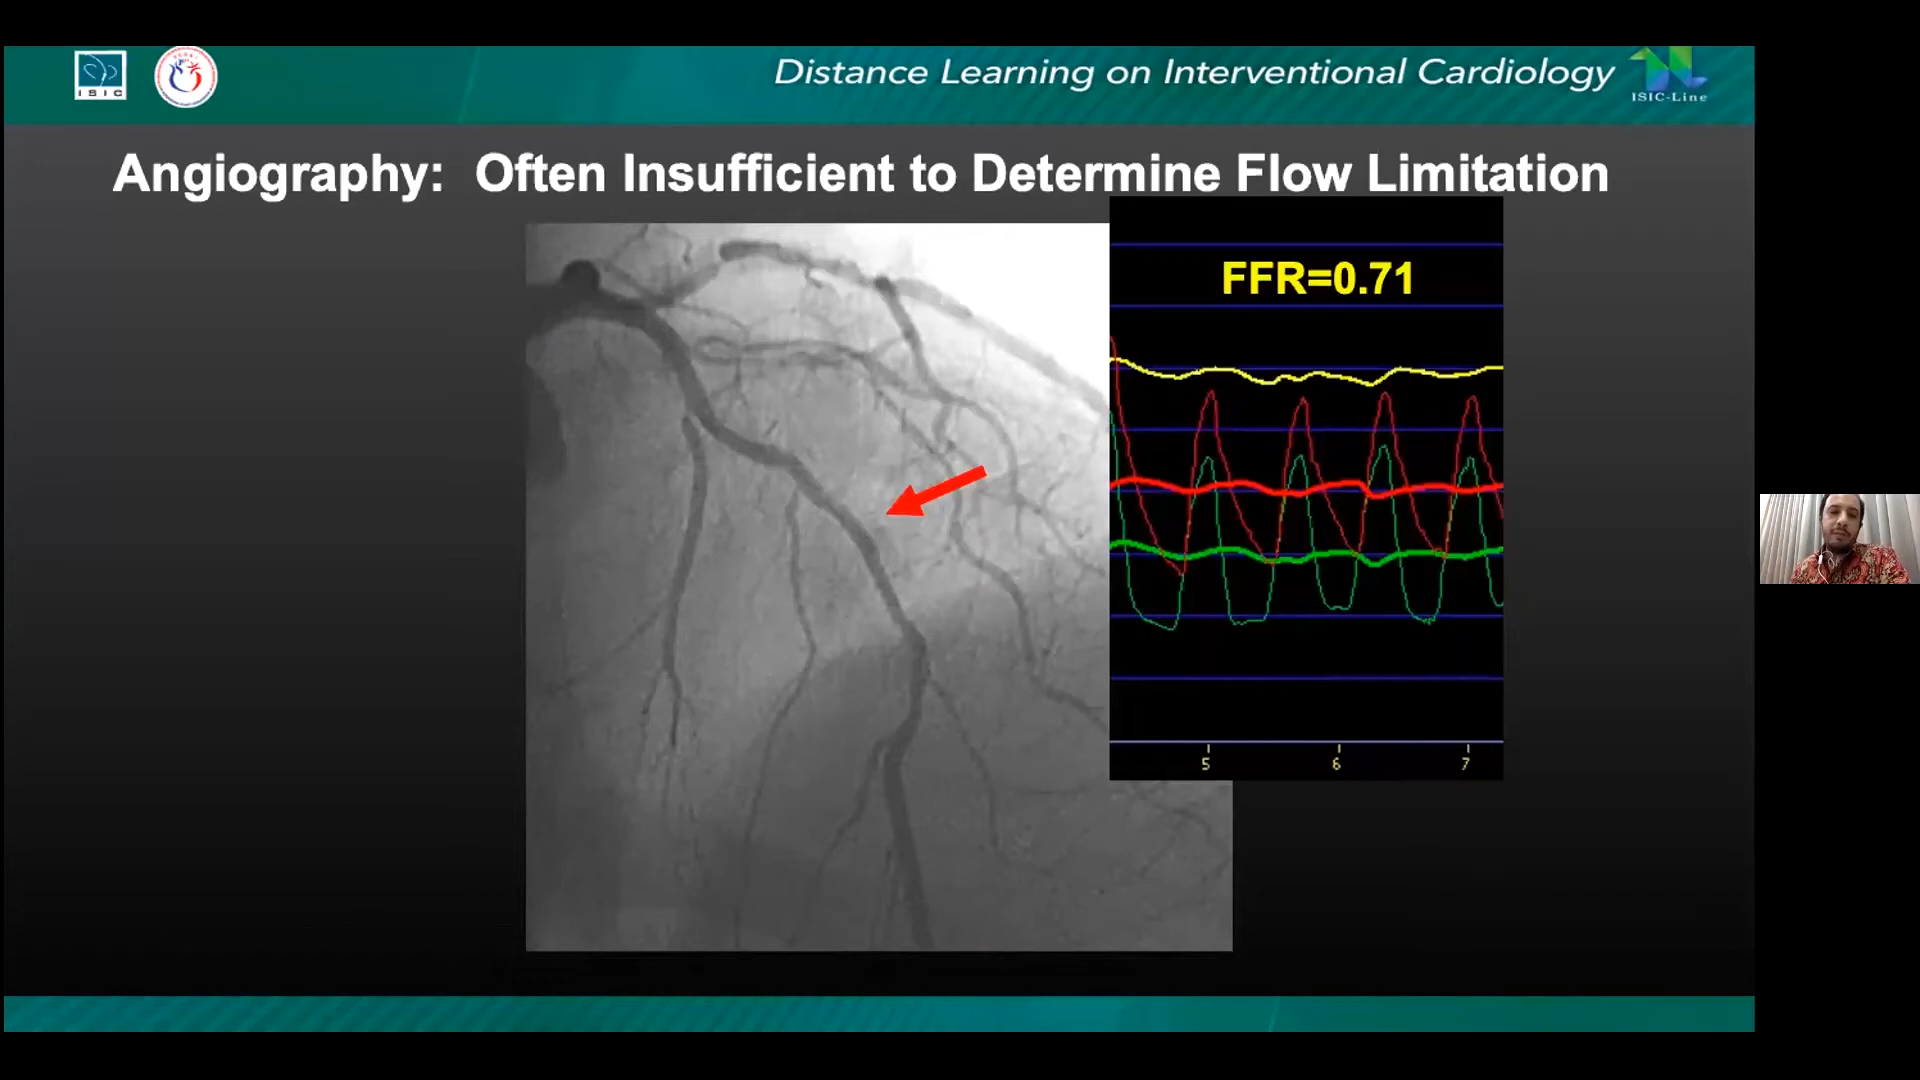 ISIC
Distance Learning on Interventional Cardiology
ISIC-Line
Angiography: Often Insufficient to Determine Flow Limitation
FFR=0.71
5 6 7